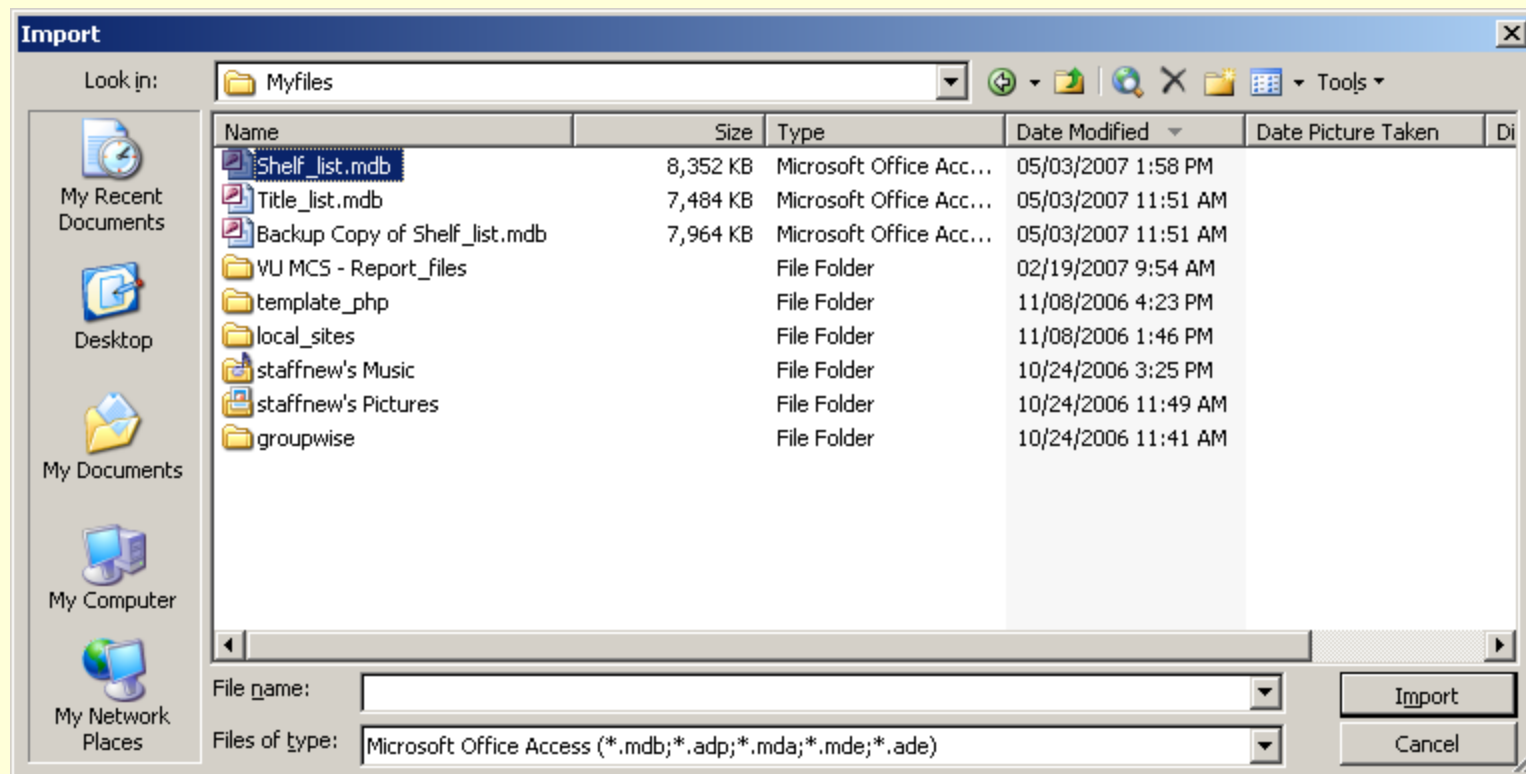 Import
Look in: Myfiles Tools
Name Size Type Date Modified Date Picture Taken Di
Shelf_list.mdb 8,352 KB Microsoft Office Acc... 05/03/2007 1:58 PM
Title_list.mdb 7,484 KB Microsoft Office Acc... 05/03/2007 11:51 AM
Backup Copy of Shelf_list.mdb 7,964 KB Microsoft Office Acc... 05/03/2007 11:51 AM
VU MCS - Report_files File Folder 02/19/2007 9:54 AM
template_php File Folder 11/08/2006 4:23 PM
local_sites File Folder 11/08/2006 1:46 PM
staffnew's Music File Folder 10/24/2006 3:25 PM
staffnew's Pictures File Folder 10/24/2006 11:49 AM
groupwise File Folder 10/24/2006 11:41 AM
My Recent
Documents
Desktop
My Documents
My Computer
My Network
Places
File name: Import
Files of type: Microsoft Office Access (*.mdb;*.adp;*.mda;*.mde;*.ade) Cancel